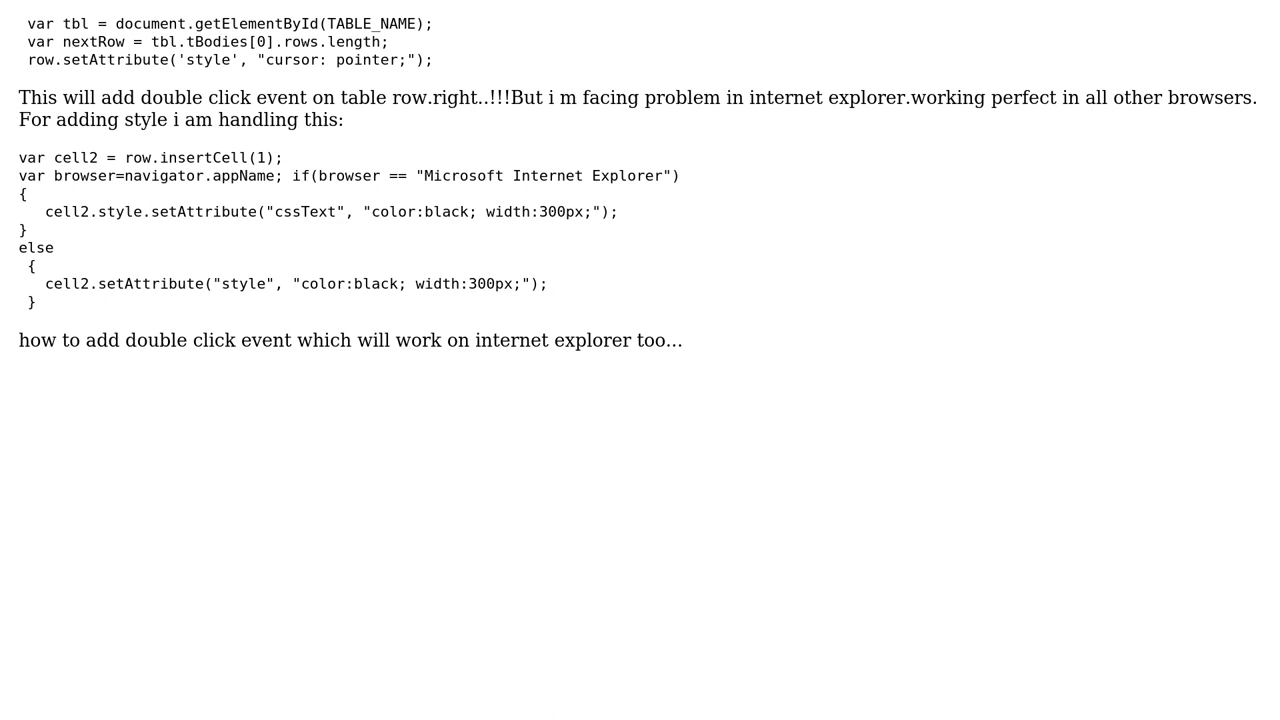 var tbl = document.getElementById(TABLE_NAME);
var nextRow = tbl.tBodies[0].rows.length;
row.setAttribute('style', "cursor: pointer;");
This will add double click event on table row.right..!!!But i m facing problem in internet explorer.working perfect in all other browsers.
For adding style i am handling this:
var cell2 = row.insertCell(1);
var browser=navigator.appName; if(browser == "Microsoft Internet Explorer")
{
cell2.style.setAttribute("cssText", "color:black; width:300px;");
}
else
{
cell2.setAttribute("style", "color:black; width:300px;");
}
how to add double click event which will work on internet explorer too...